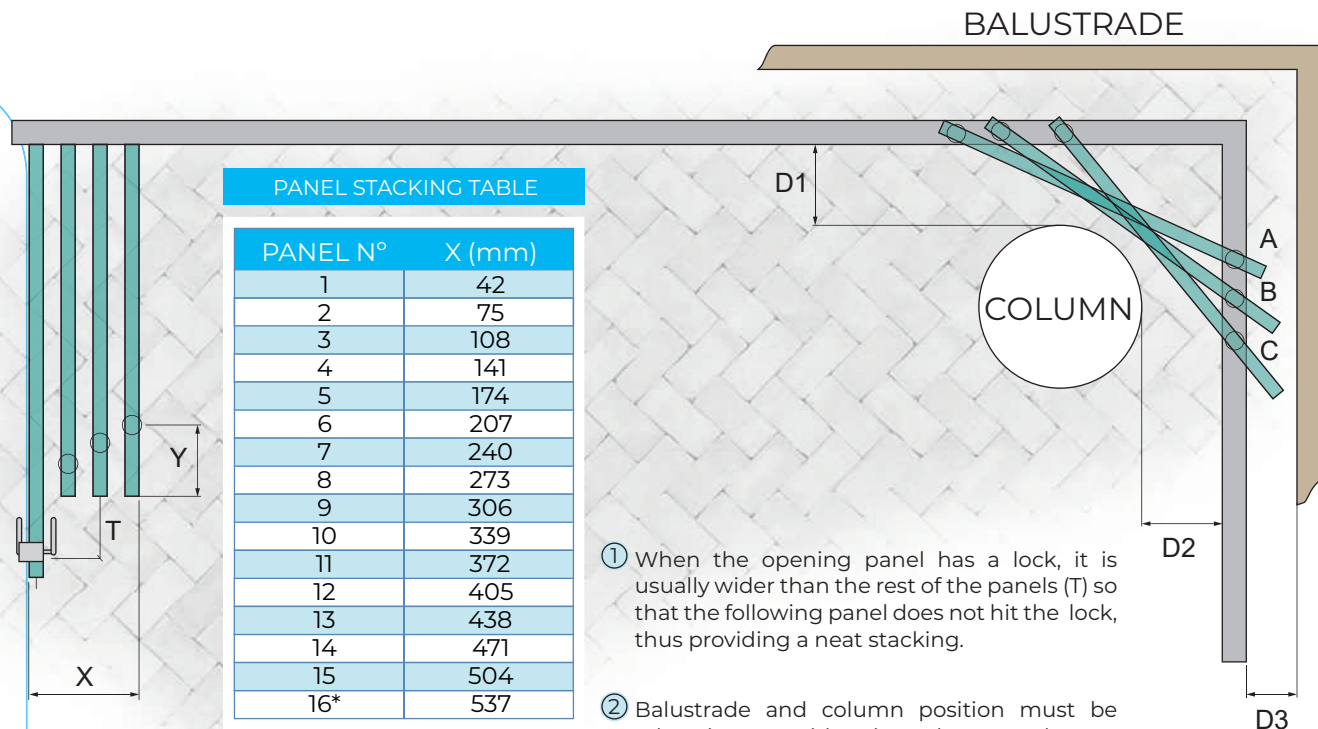 BALUSTRADE
D1
PANEL STACKING TABLE
PANEL Nº X (mm)
1 42
2 75
3 108
4 141
5 174
6 207
7 240
8 273
9 306
10 339
11 372
12 405
13 438
14 471
15 504
16* 537
A
B
C
COLUMN
Y
T
X
D2
D3
① When the opening panel has a lock, it is
usually wider than the rest of the panels (T) so
that the following panel does not hit the lock,
thus providing a neat stacking.
② Balustrade and column position must be